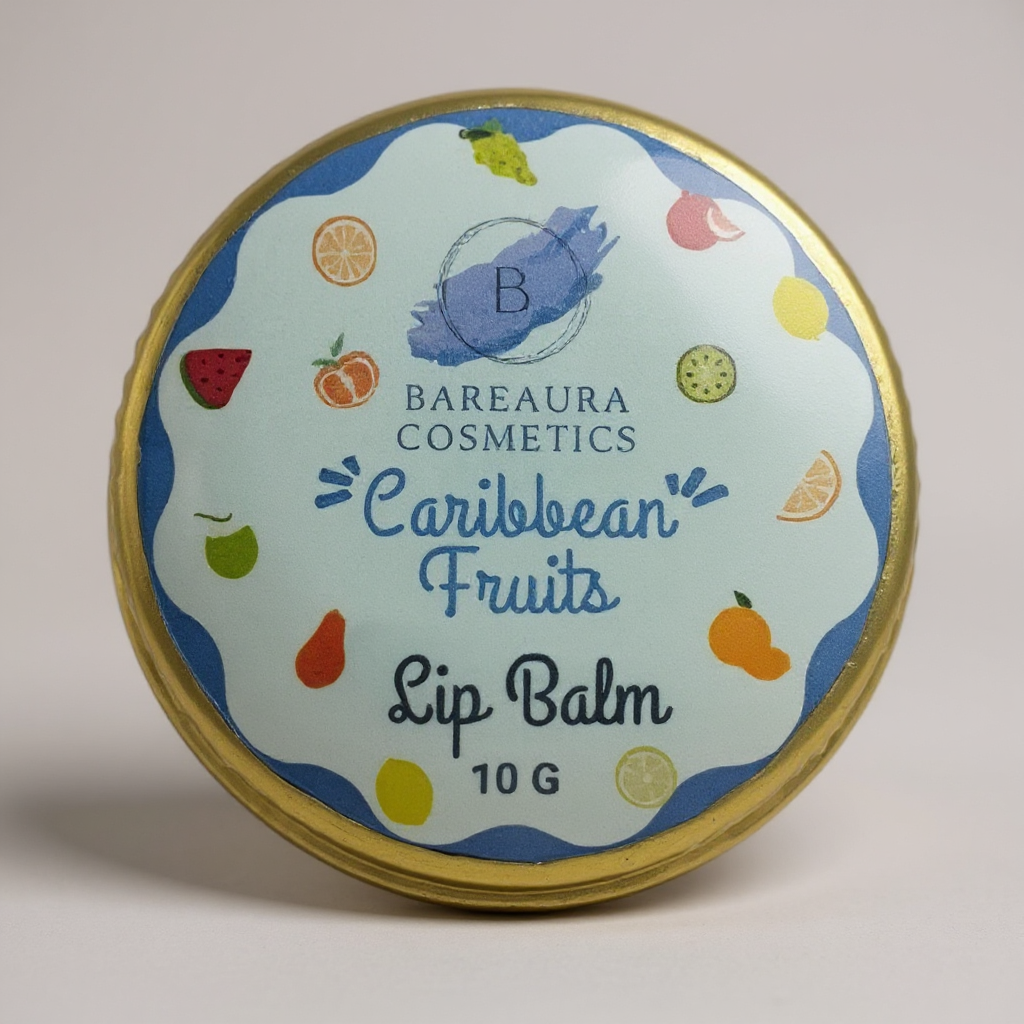 B
BAREAURA
COSMETICS
"Caribbean"
Fruits
Lip Balm
10 G